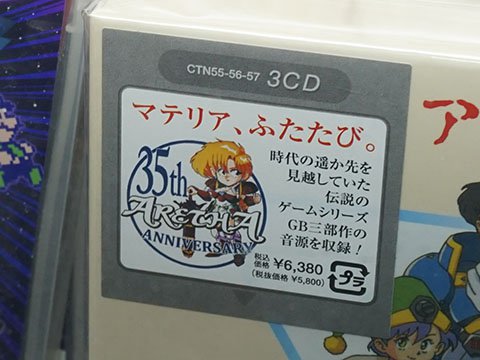 CTN55-56-57 3CD
マテリア、ふたたび。
35th
ARETHA
ANNIVERSARY
時代の遥か先を
見越していた
伝説の
ゲームシリーズ
GB三部作の
音源を収録！
税込価格 ¥6,380
(税抜価格 ¥5,800)
プラ
ア